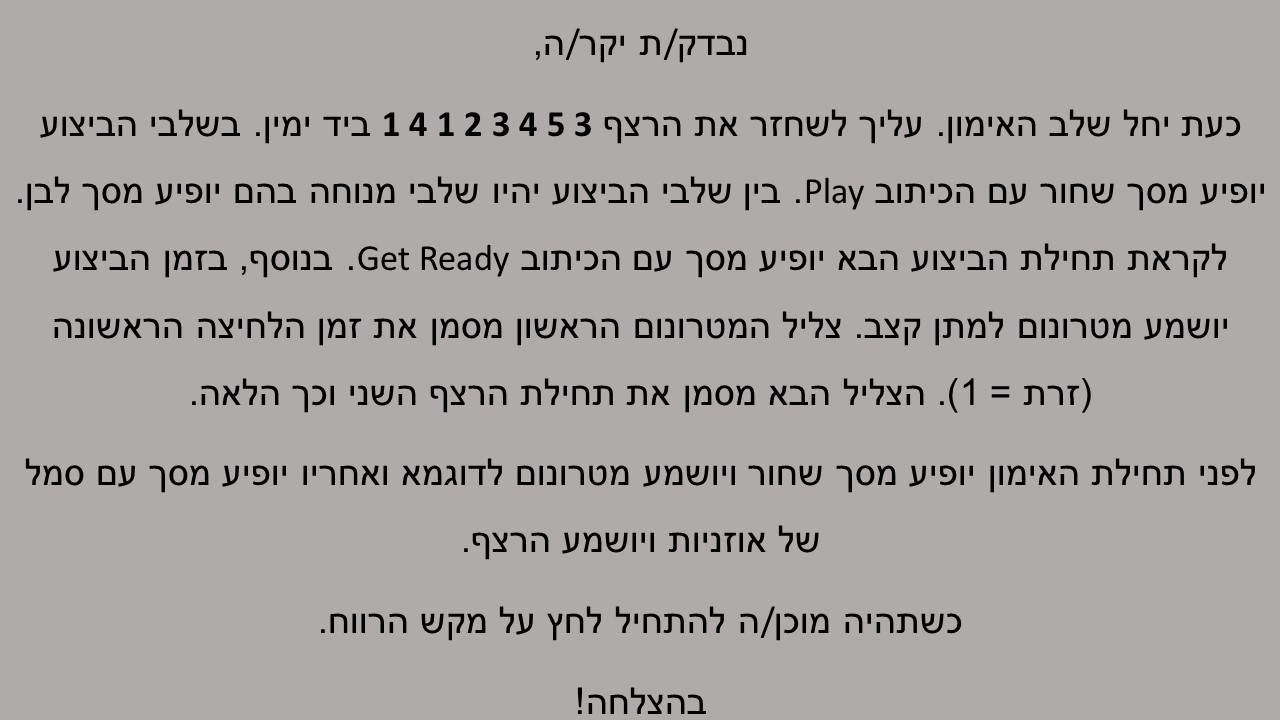 נבדק/ת יקר/ה,
כעת יחל שלב האימון. עליך לשחזר את הרצף 1 4 1 2 3 4 5 3 ביד ימין. בשלבי הביצוע
יופיע מסך שחור עם הכיתוב Play. בין שלבי הביצוע יהיו שלבי מנוחה בהם יופיע מסך לבן.
לקראת תחילת הביצוע הבא יופיע מסך עם הכיתוב Get Ready. בנוסף, בזמן הביצוע
יושמע מטרונום למתן קצב. צליל המטרונום הראשון מסמן את זמן הלחיצה הראשונה
(זרת = 1). הצליל הבא מסמן את תחילת הרצף השני וכך הלאה.
לפני תחילת האימון יופיע מסך שחור ויושמע מטרונום לדוגמא ואחריו יופיע מסך עם סמל
של אוזניות ויושמע הרצף.
כשתהיה מוכן/ה להתחיל לחץ על מקש הרווח.
בהצלחה!